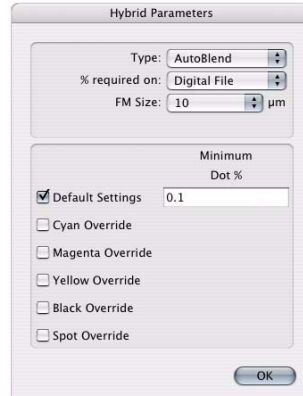 Hybrid Parameters
Type: AutoBlend
% required on: Digital File
FM Size: 10 µm
Minimum
Dot %
Default Settings 0.1
Cyan Override
Magenta Override
Yellow Override
Black Override
Spot Override
OK